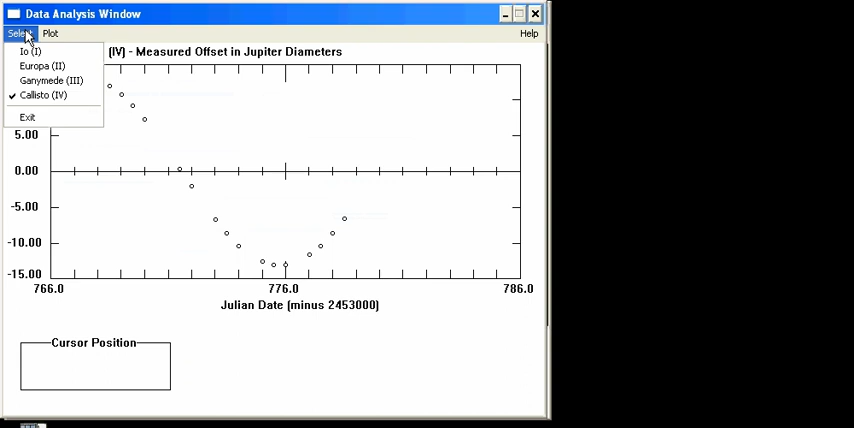 Data Analysis Window
Select Plot Help
(IV) - Measured Offset in Jupiter Diameters
Io (I)
Europa (II)
Ganymede (III)
Callisto (IV)
Exit
5.00
0.00
-5.00
-10.00
-15.00
766.0 776.0 786.0
Julian Date (minus 2453000)
Cursor Position